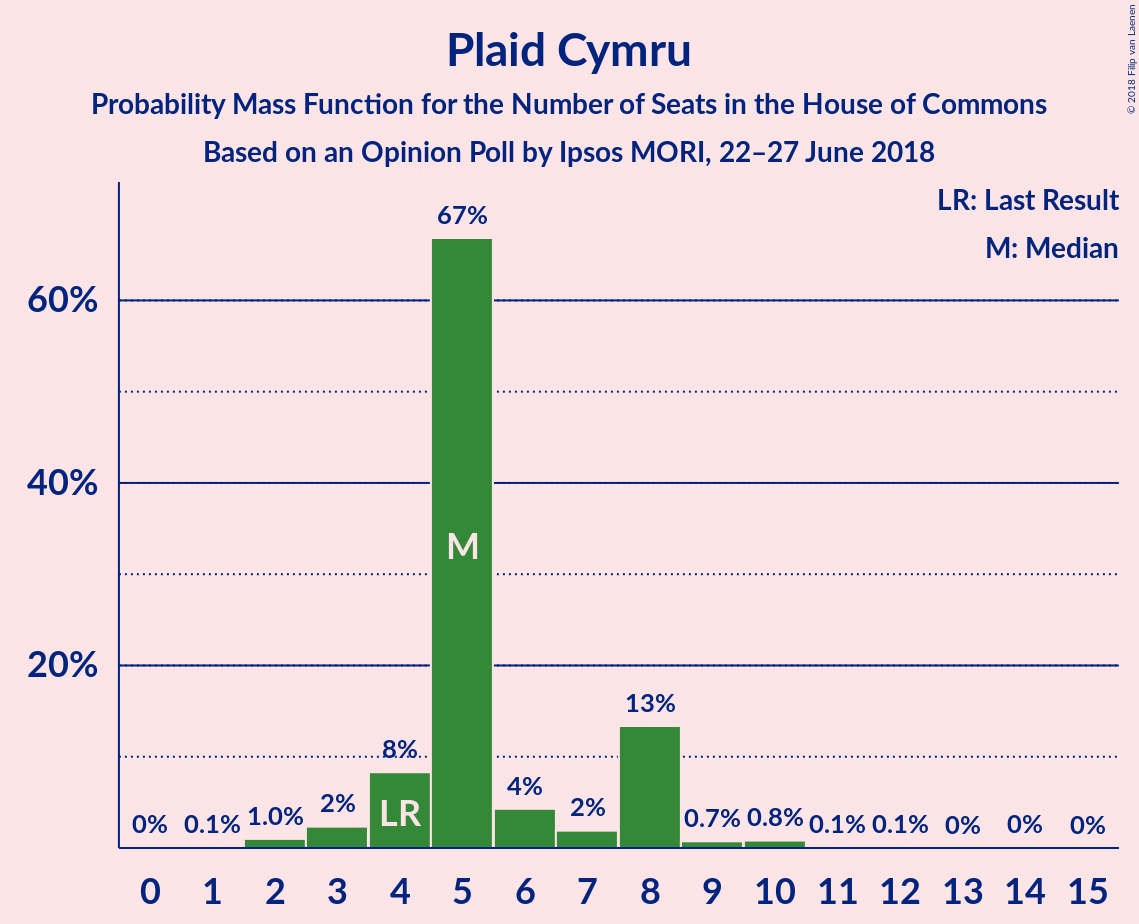 Plaid Cymru
Probability Mass Function for the Number of Seats in the House of Commons
Based on an Opinion Poll by Ipsos MORI, 22–27 June 2018
© 2018 Filip van Laenen
LR: Last Result
M: Median
60%
40%
20%
0% 0.1% 1.0% 2% 8% 67% 4% 2% 13% 0.7% 0.8% 0.1% 0.1% 0% 0% 0%
M
LR
0 1 2 3 4 5 6 7 8 9 10 11 12 13 14 15